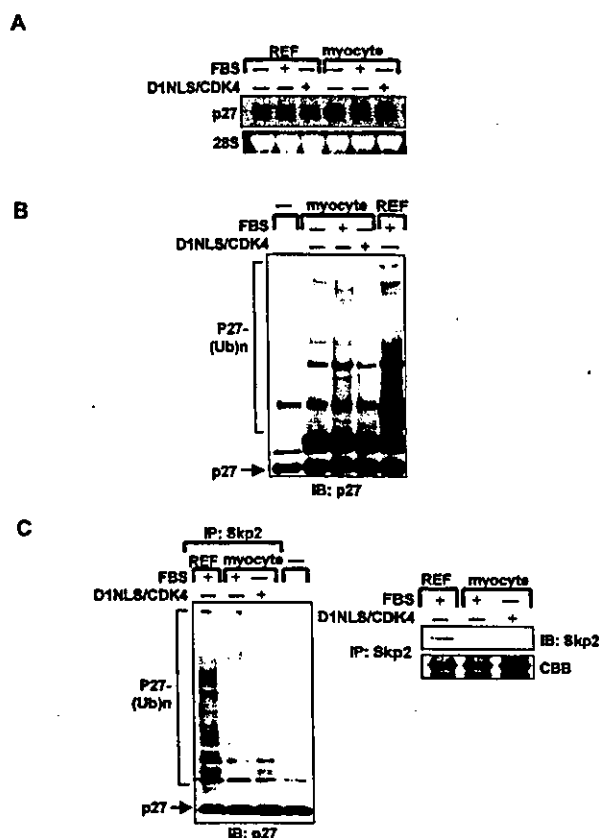 A
REF myocyte
FBS — + — — + —
D1NLS/CDK4 — — + — — +
p27
28S
B
— myocyte REF
FBS — + — +
D1NLS/CDK4 — — + —
P27-
(Ub)n
p27
IB: p27
C
IP: Skp2
REF myocyte —
FBS + + —
D1NLS/CDK4 — — +
P27-
(Ub)n
p27
IB: p27
REF myocyte
FBS + + —
D1NLS/CDK4 — — +
IP: Skp2
IB: Skp2
CBB